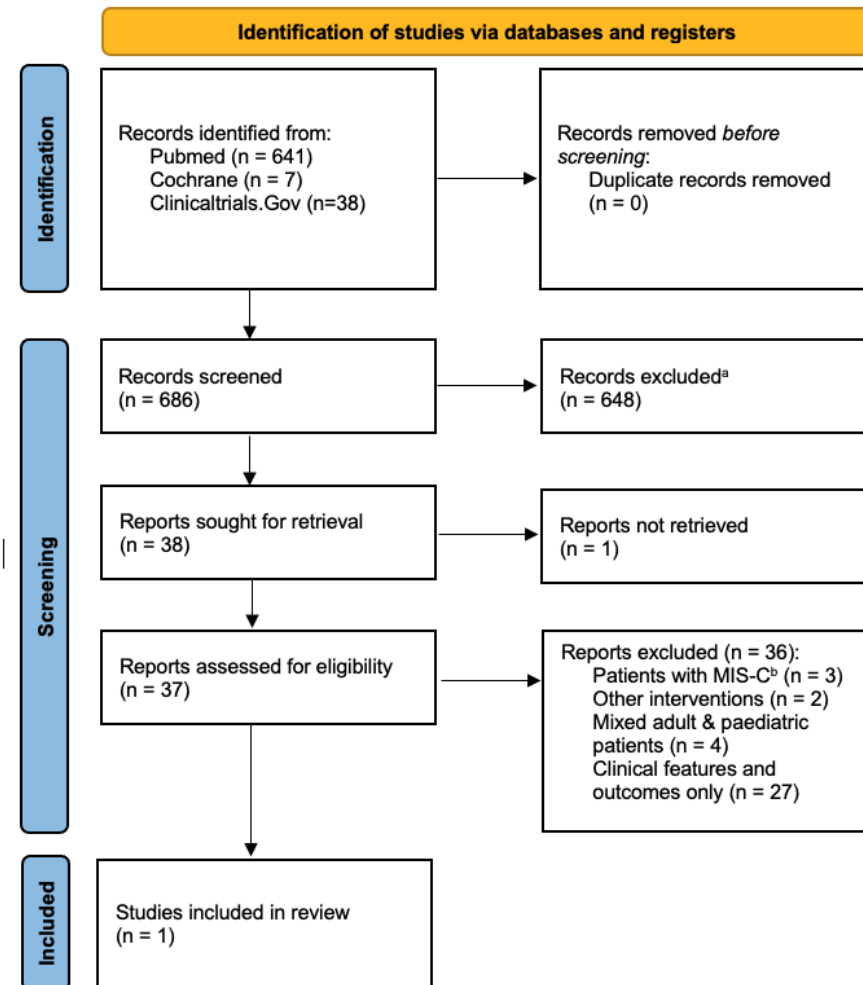 Identification of studies via databases and registers
Identification
Records identified from:
Pubmed (n = 641)
Cochrane (n = 7)
Clinicaltrials.Gov (n=38)
Records removed before
screening:
Duplicate records removed
(n = 0)
Screening
Records screened
(n = 686)
Records excludedᵃ
(n = 648)
Reports sought for retrieval
(n = 38)
Reports not retrieved
(n = 1)
Reports assessed for eligibility
(n = 37)
Reports excluded (n = 36):
Patients with MIS-Cᵇ (n = 3)
Other interventions (n = 2)
Mixed adult & paediatric
patients (n = 4)
Clinical features and
outcomes only (n = 27)
Included
Studies included in review
(n = 1)